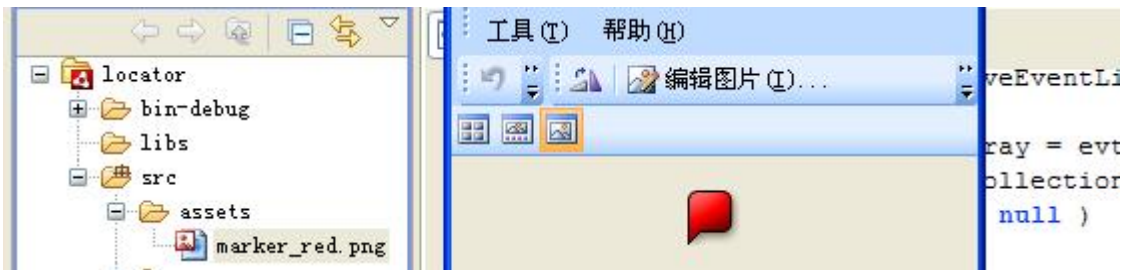 locator
bin-debug
libs
src
assets
marker_red.png
工具(T) 帮助(H)
编辑图片(I)...
veEventLi
ray = evt
ollection
null )